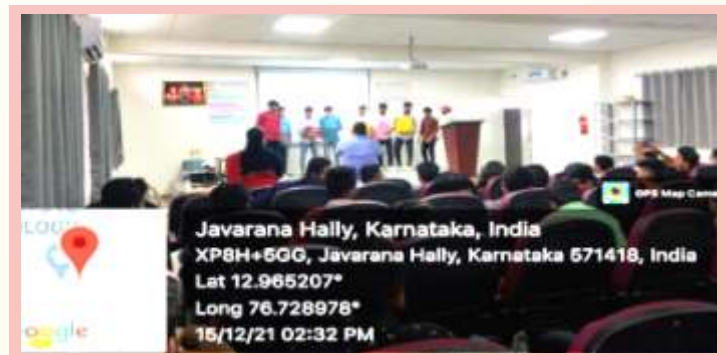 GPS Map Came
Javarana Hally, Karnataka, India
XP8H+5GG, Javarana Hally, Karnataka 571418, India
Lat 12.965207°
Long 76.728978°
15/12/21 02:32 PM